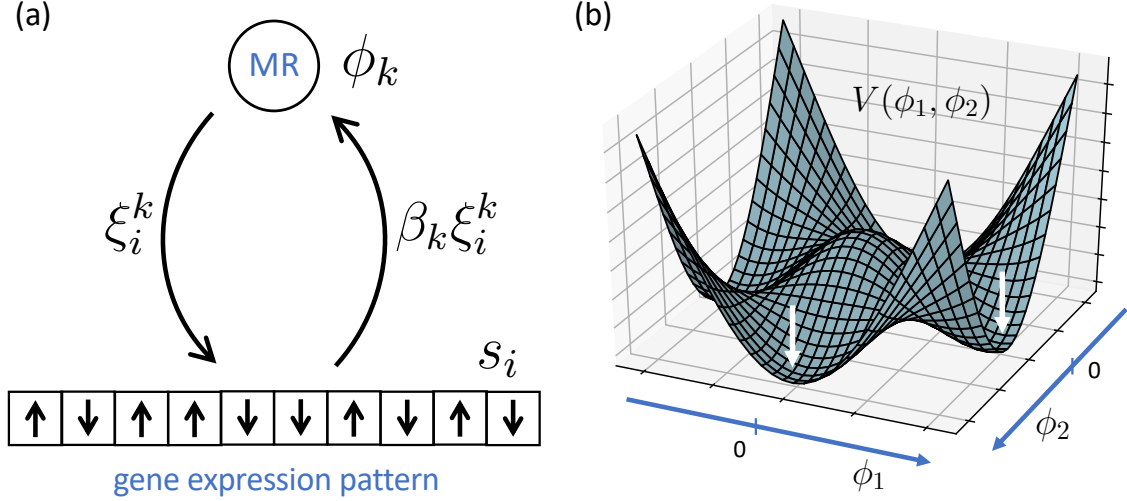 (a)
MR
ϕ_k
ξ_i^k
β_k ξ_i^k
s_i
gene expression pattern
(b)
V(ϕ_1, ϕ_2)
0
ϕ_1
0
ϕ_2